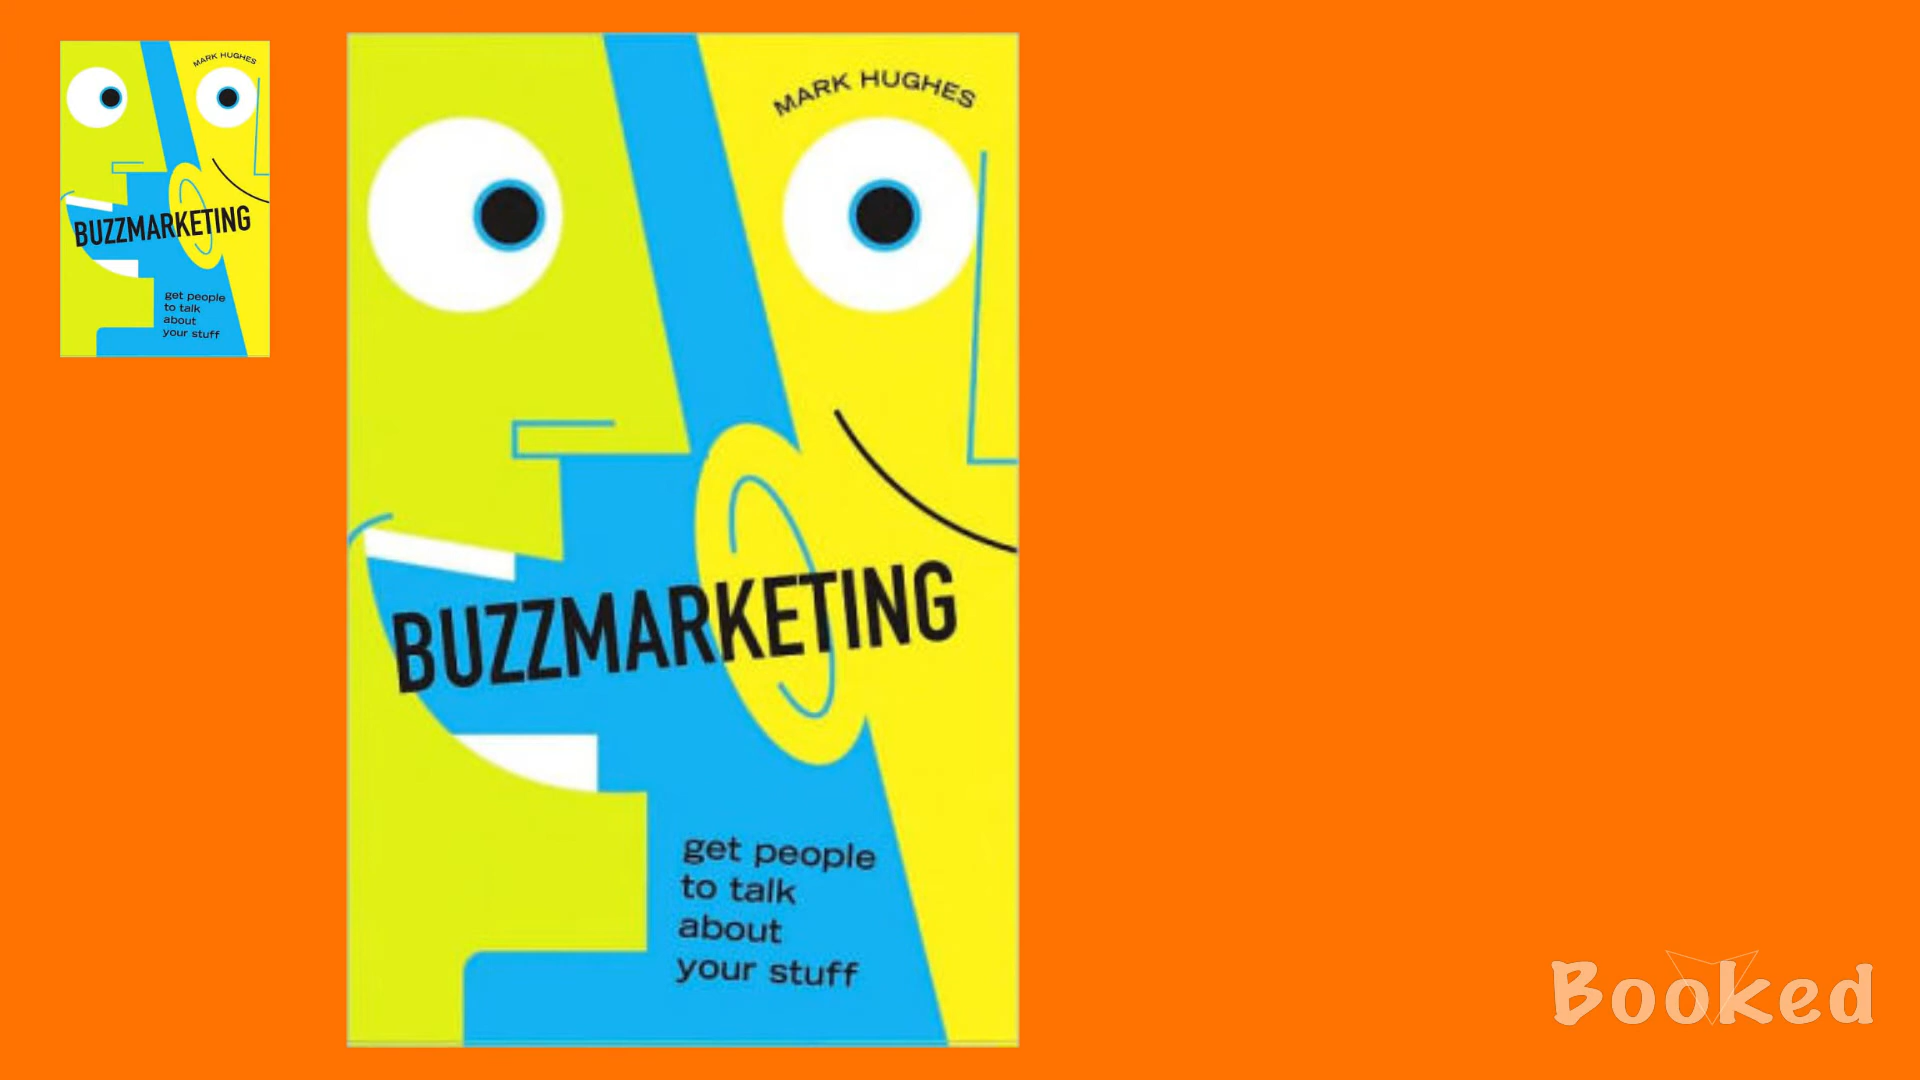 MARK HUGHES
BUZZMARKETING
get people
to talk
about
your stuff
MARK HUGHES
BUZZMARKETING
get people
to talk
about
your stuff
Booked